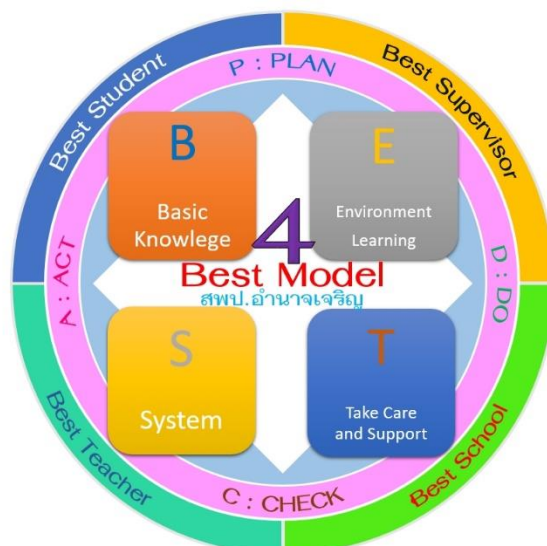 Best Student
Best Supervisor
P : PLAN
B
Basic
Knowlege
E
Environment
Learning
A : ACT
4
Best Model
สพป.อำนาจเจริญ
D : DO
S
System
T
Take Care
and Support
Best Teacher
C : CHECK
Best School